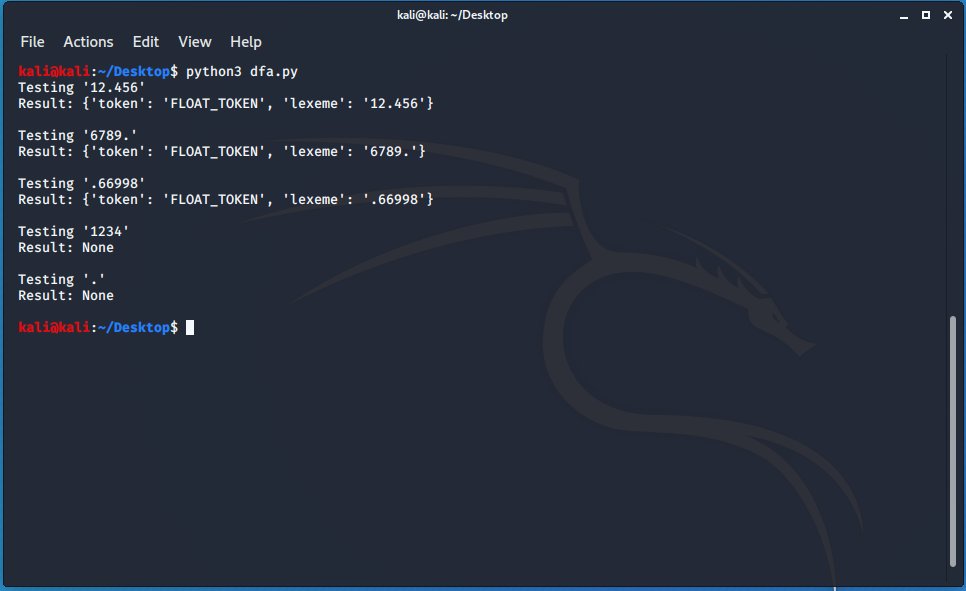 kali@kali: ~/Desktop
File Actions Edit View Help
kali@kali:~/Desktop$ python3 dfa.py
Testing '12.456'
Result: {'token': 'FLOAT_TOKEN', 'lexeme': '12.456'}
Testing '6789.'
Result: {'token': 'FLOAT_TOKEN', 'lexeme': '6789.'}
Testing '.66998'
Result: {'token': 'FLOAT_TOKEN', 'lexeme': '.66998'}
Testing '1234'
Result: None
Testing '.'
Result: None
kali@kali:~/Desktop$